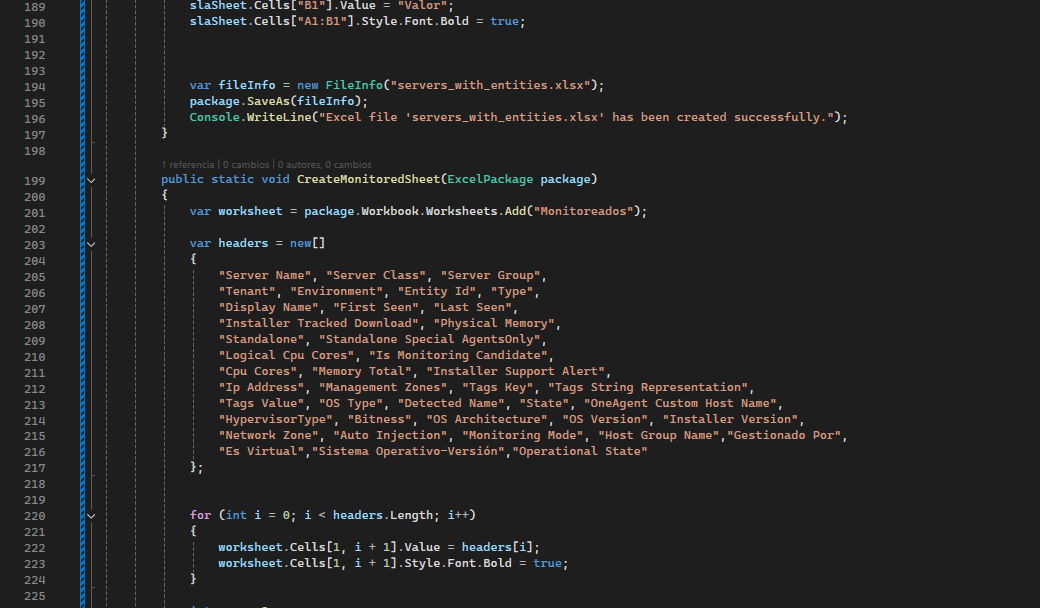 189 slaSheet.Cells["B1"].Value = "Valor";
190 slaSheet.Cells["A1:B1"].Style.Font.Bold = true;
191
192
193
194 var fileInfo = new FileInfo("servers_with_entities.xlsx");
195 package.SaveAs(fileInfo);
196 Console.WriteLine("Excel file 'servers_with_entities.xlsx' has been created successfully.");
197 }
198
1 referencia | 0 cambios | 0 autores, 0 cambios
199 public static void CreateMonitoredSheet(ExcelPackage package)
200 {
201 var worksheet = package.Workbook.Worksheets.Add("Monitoreados");
202
203 var headers = new[]
204 {
205 "Server Name", "Server Class", "Server Group",
206 "Tenant", "Environment", "Entity Id", "Type",
207 "Display Name", "First Seen", "Last Seen",
208 "Installer Tracked Download", "Physical Memory",
209 "Standalone", "Standalone Special AgentsOnly",
210 "Logical Cpu Cores", "Is Monitoring Candidate",
211 "Cpu Cores", "Memory Total", "Installer Support Alert",
212 "Ip Address", "Management Zones", "Tags Key", "Tags String Representation",
213 "Tags Value", "OS Type", "Detected Name", "State", "OneAgent Custom Host Name",
214 "HypervisorType", "Bitness", "OS Architecture", "OS Version", "Installer Version",
215 "Network Zone", "Auto Injection", "Monitoring Mode", "Host Group Name","Gestionado Por",
216 "Es Virtual","Sistema Operativo-Versión","Operational State"
217 };
218
219
220 for (int i = 0; i < headers.Length; i++)
221 {
222 worksheet.Cells[1, i + 1].Value = headers[i];
223 worksheet.Cells[1, i + 1].Style.Font.Bold = true;
224 }
225